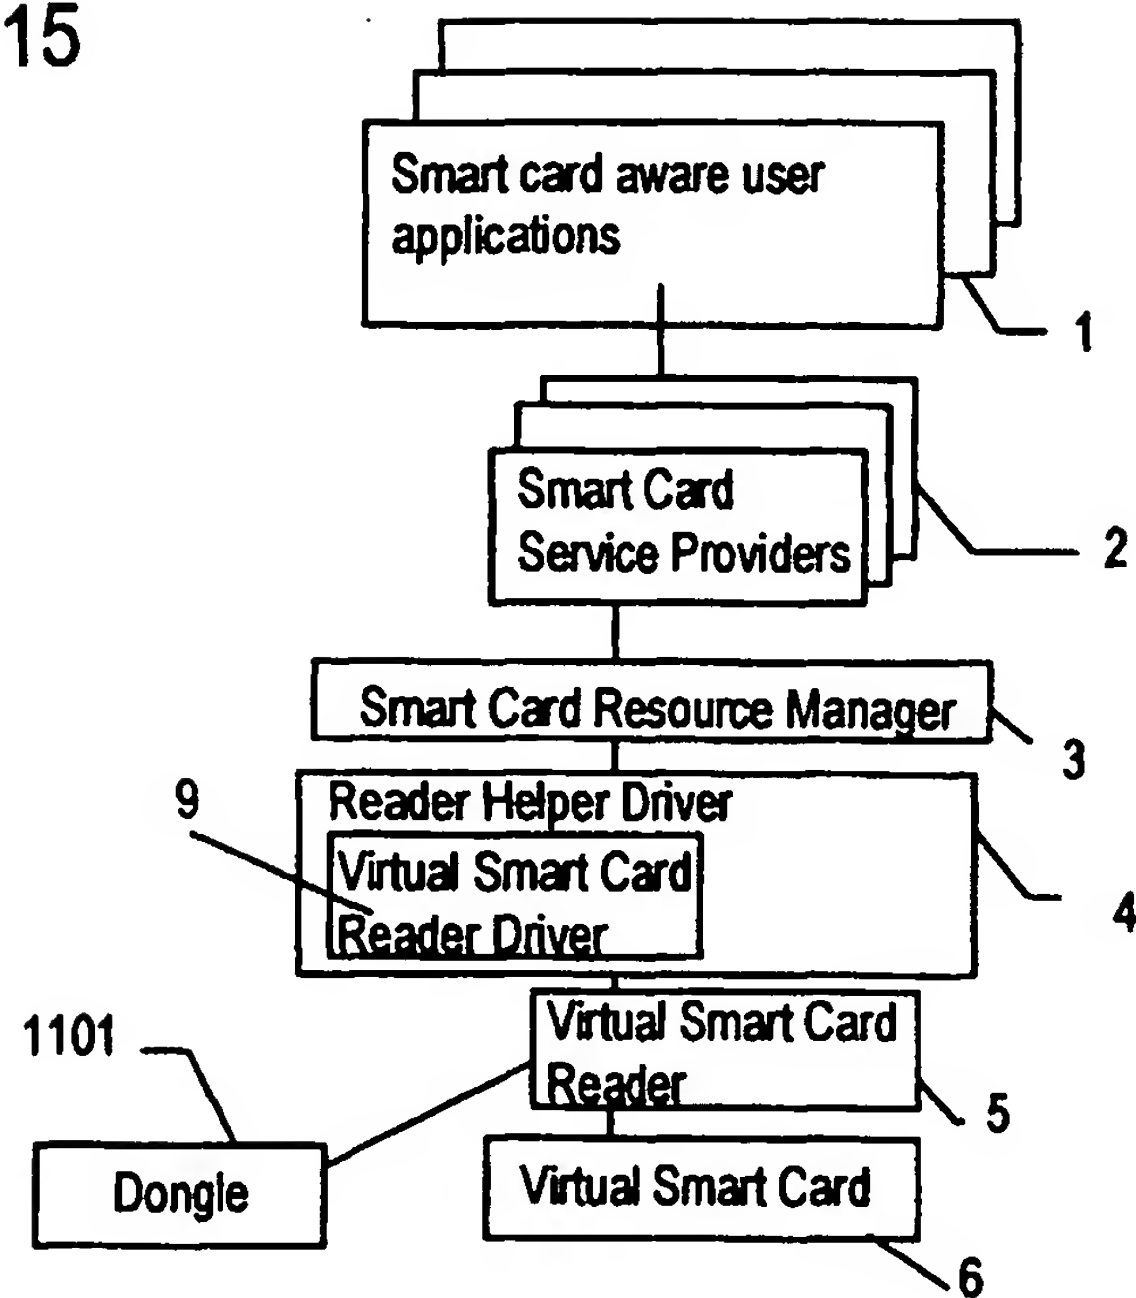 15
Smart card aware user
applications
1
Smart Card
Service Providers
2
Smart Card Resource Manager
3
Reader Helper Driver
9
Virtual Smart Card
Reader Driver
4
1101
Virtual Smart Card
Reader
5
Dongle
Virtual Smart Card
6